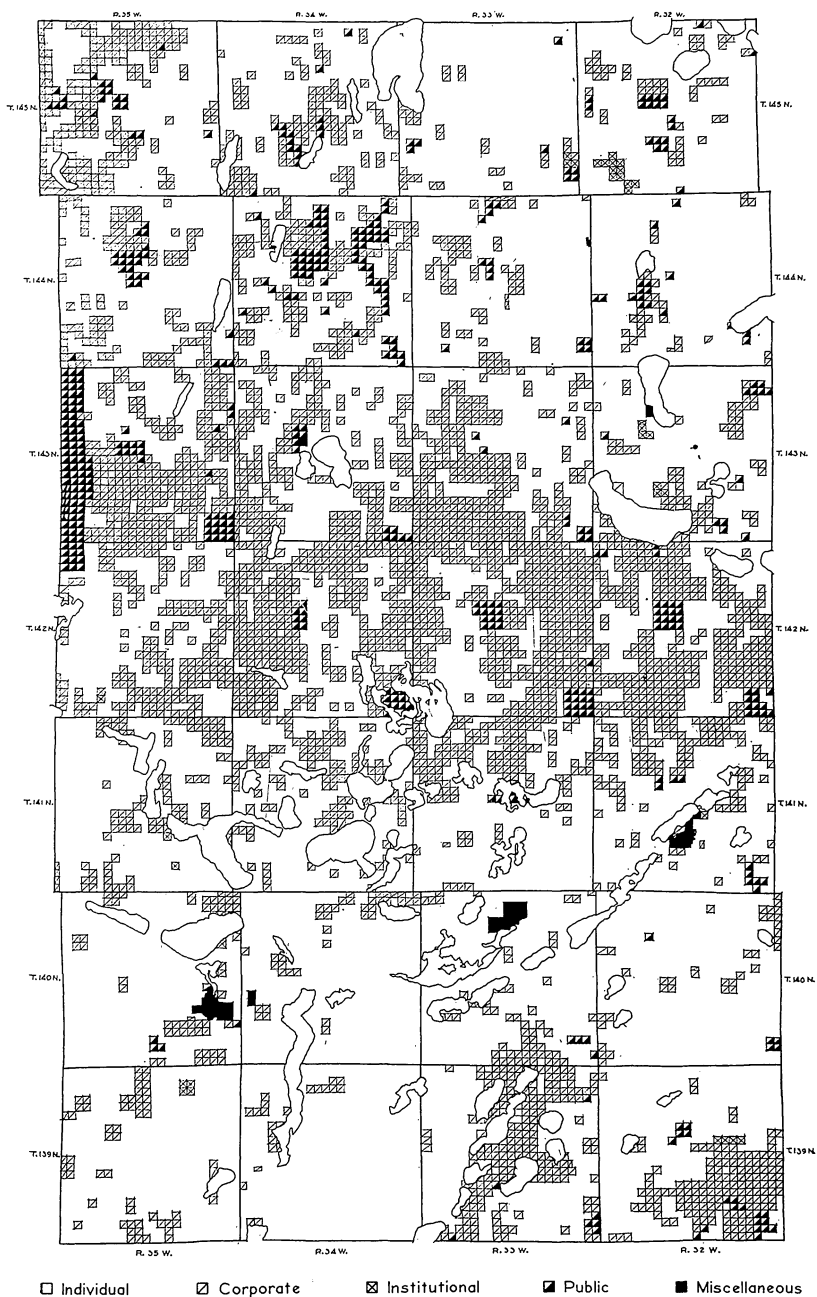 R.35 W. R.34 W. R.33 W. R.32 W.
T.145 N. T.145 N.
T.144 N. T.144 N.
T.143 N. T.143 N.
T.142 N. T.142 N.
T.141 N. T.141 N.
T.140 N. T.140 N.
T.139 N. T.139 N.
R.35 W. R.34 W. R.33 W. R.32 W.
Individual Corporate Institutional Public Miscellaneous